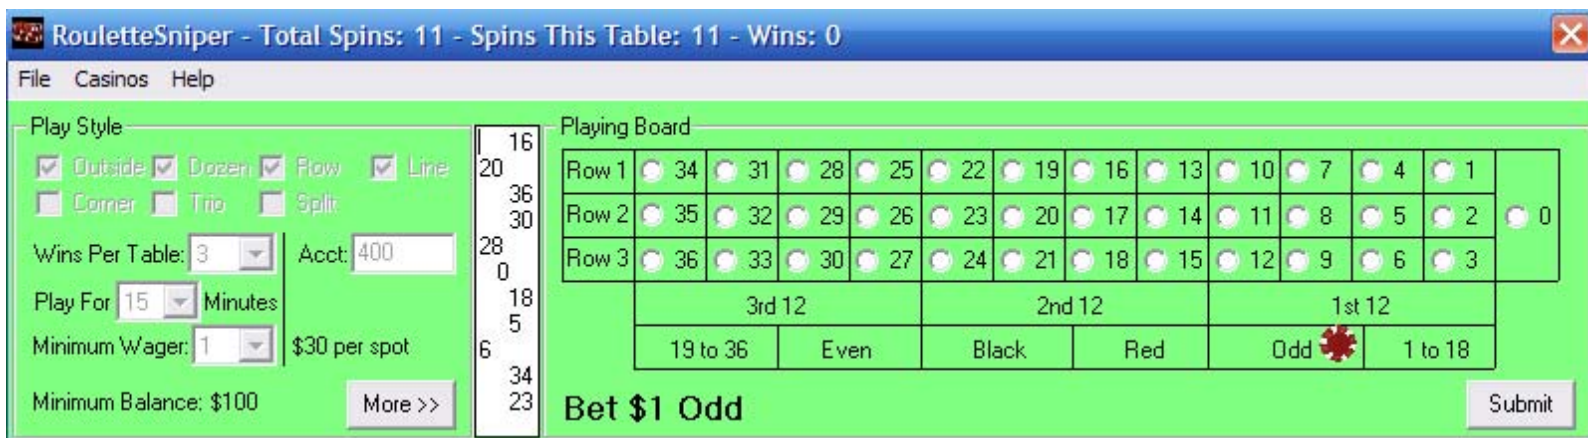 RouletteSniper - Total Spins: 11 - Spins This Table: 11 - Wins: 0
File Casinos Help
Play Style
Outside Dozen Row Line
Corner Trio Split
Wins Per Table: 3 Acct: 400
Play For 15 Minutes
Minimum Wager: 1 $30 per spot
Minimum Balance: $100 More >>
16
20
36
30
28
0
18
5
6
34
23
Playing Board
Row 1 34 31 28 25 22 19 16 13 10 7 4 1
Row 2 35 32 29 26 23 20 17 14 11 8 5 2 0
Row 3 36 33 30 27 24 21 18 15 12 9 6 3
3rd 12 2nd 12 1st 12
19 to 36 Even Black Red Odd 1 to 18
Bet $1 Odd Submit